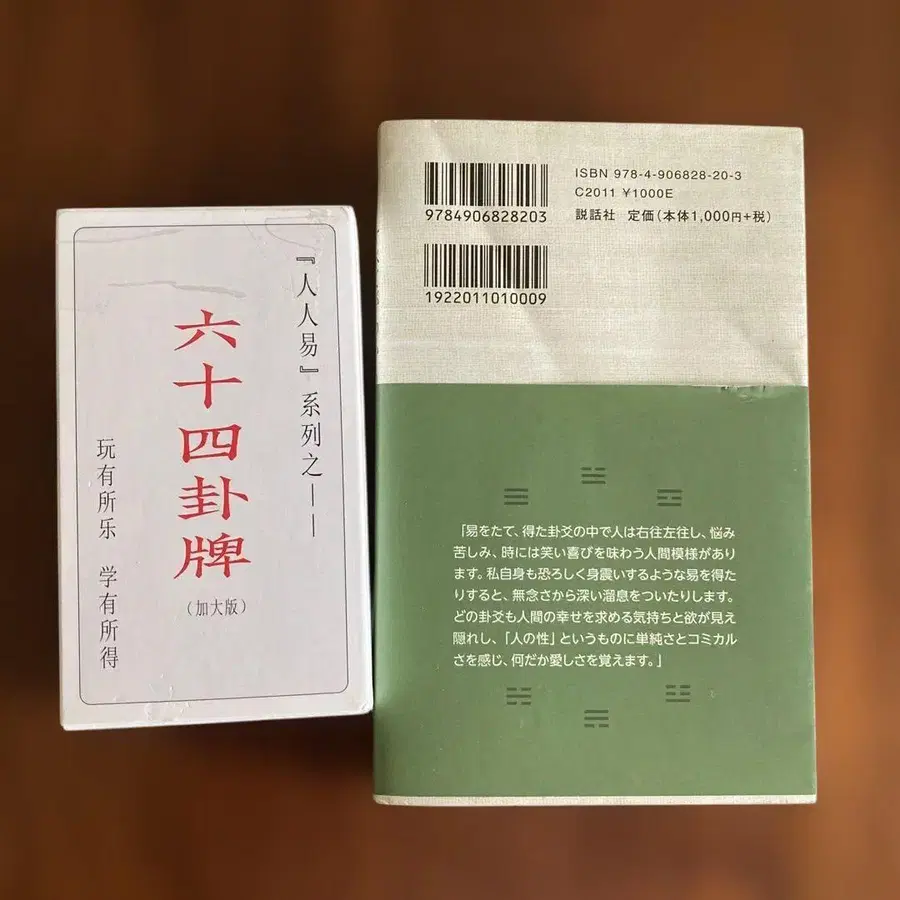 『人人易』系列之——
六十四卦牌
（加大版）
玩有所乐 学有所得
ISBN 978-4-906828-20-3
C2011 ¥1000E
説話社 定価（本体1,000円+税）
9784906828203
1922011010009
「易をたて、得た卦爻の中で人は右往左往し、悩み
苦しみ、時には笑い喜びを味わう人間模様があり
ます。私自身も恐ろしく身震いするような易を得た
りすると、無念さから深い溜息をついたりします。
どの卦爻も人間の幸せを求める気持ちと欲が見え
隠れし、「人の性」というものに単純さとコミカル
さを感じ、何だか愛しさを覚えます。」